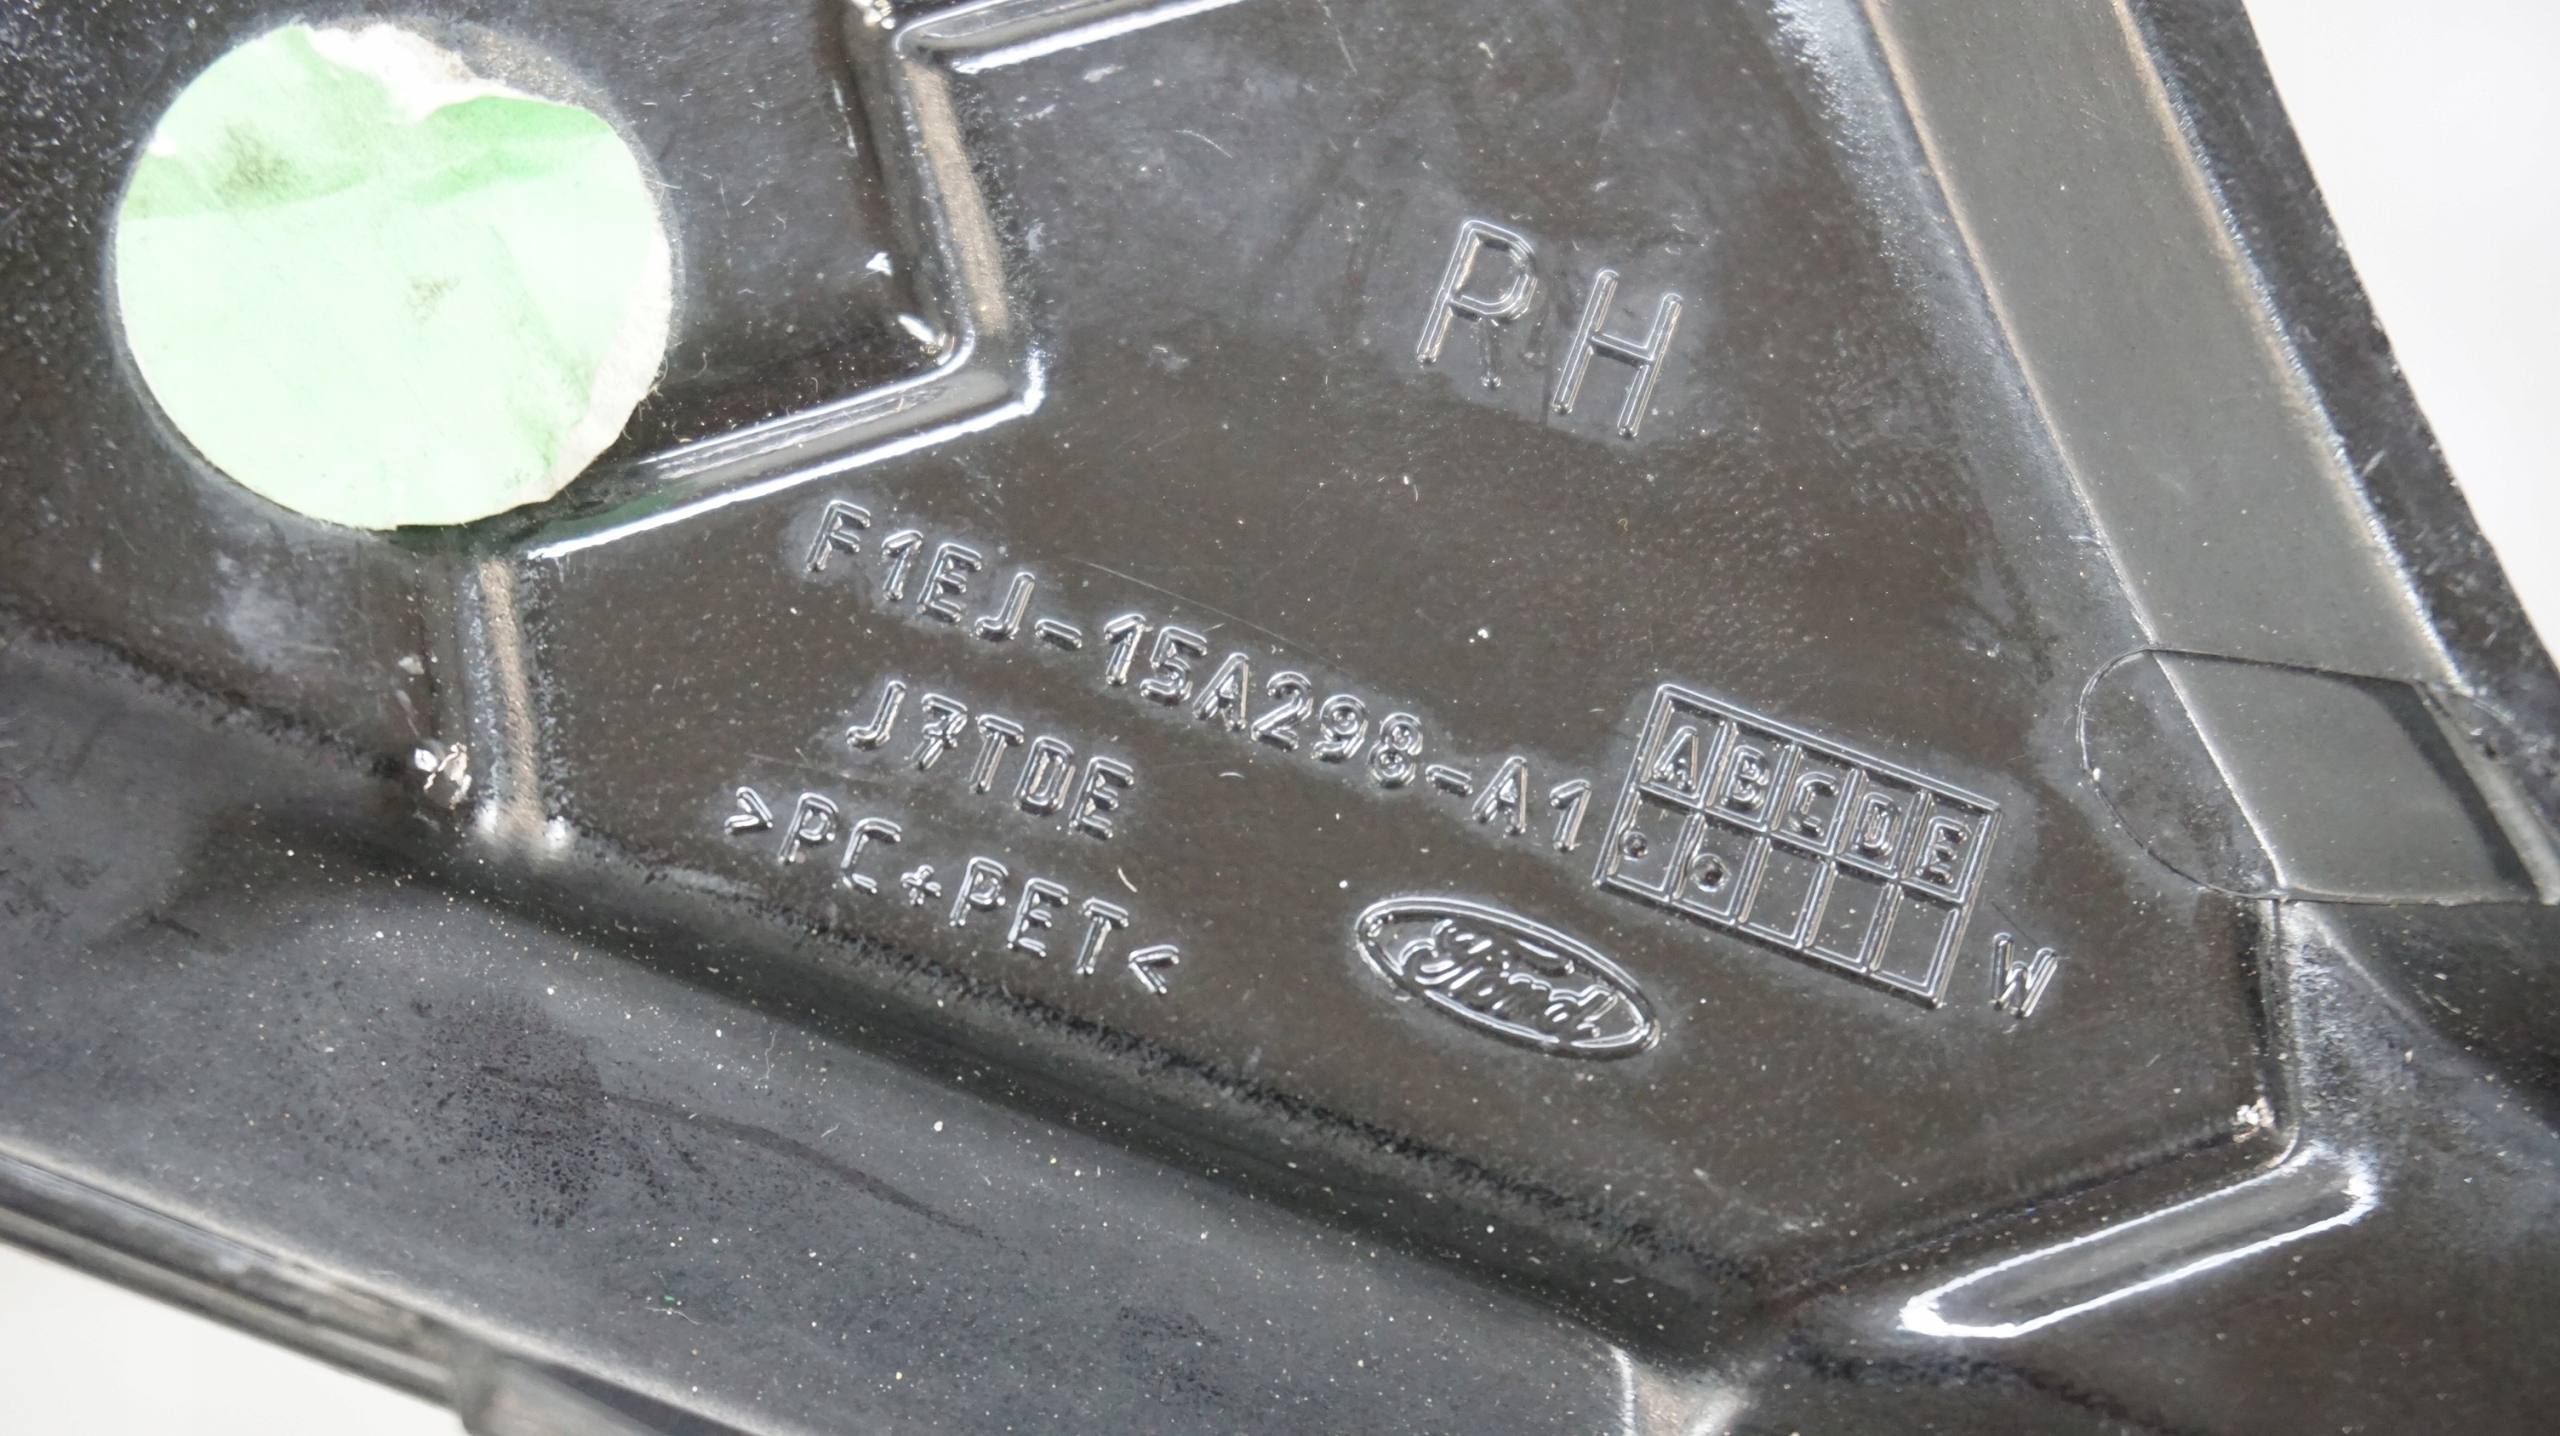 RH
F1EJ-15A298-A1
ABCDE
J7TDE
>PC+PET<
Ford
W